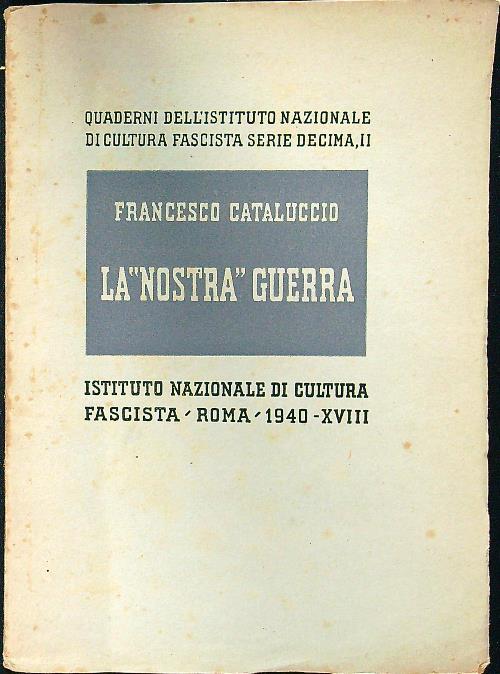 QUADERNI DELL'ISTITUTO NAZIONALE
DI CULTURA FASCISTA SERIE DECIMA, II
FRANCESCO CATALUCCIO
LA "NOSTRA" GUERRA
ISTITUTO NAZIONALE DI CULTURA
FASCISTA - ROMA - 1940 - XVIII